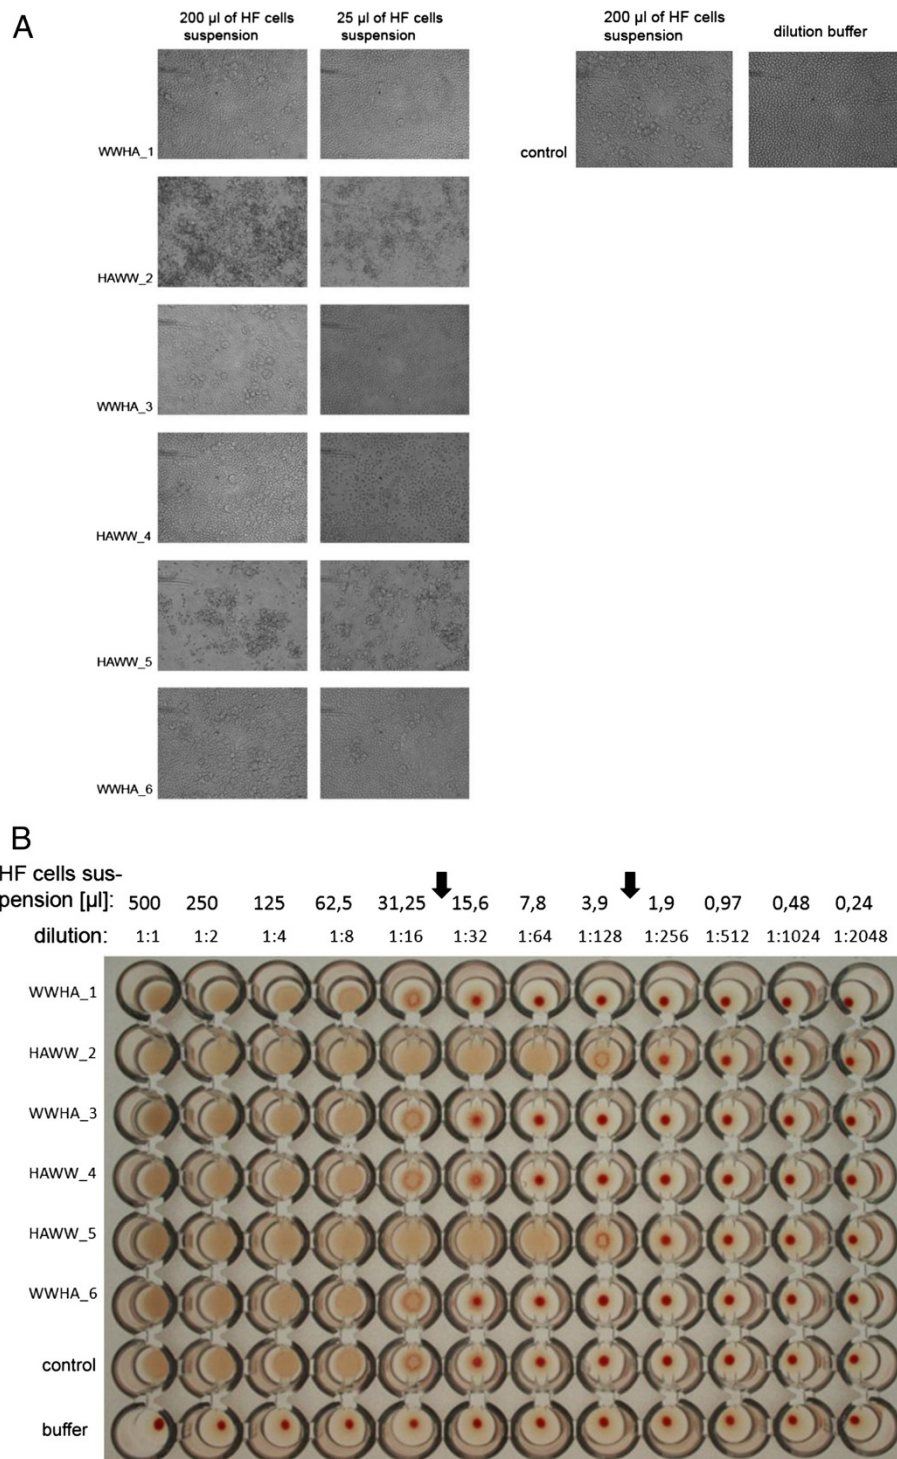 A
200 µl of HF cells
suspension
25 µl of HF cells
suspension
200 µl of HF cells
suspension
dilution buffer
WWHA_1
control
HAWW_2
WWHA_3
HAWW_4
HAWW_5
WWHA_6
B
HF cells sus-
pension [µl]: 500 250 125 62,5 31,25 15,6 7,8 3,9 1,9 0,97 0,48 0,24
dilution: 1:1 1:2 1:4 1:8 1:16 1:32 1:64 1:128 1:256 1:512 1:1024 1:2048
WWHA_1
HAWW_2
WWHA_3
HAWW_4
HAWW_5
WWHA_6
control
buffer